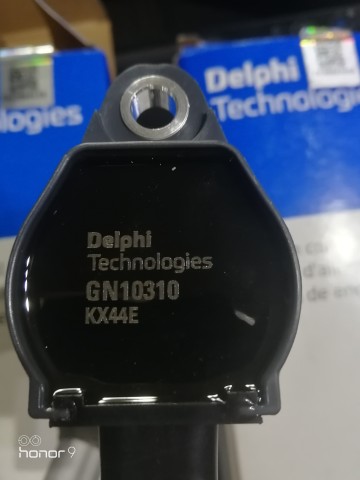 Delphi
Technologies
ologies
Delphi
Technologies
GN10310
KX44E
honor 9